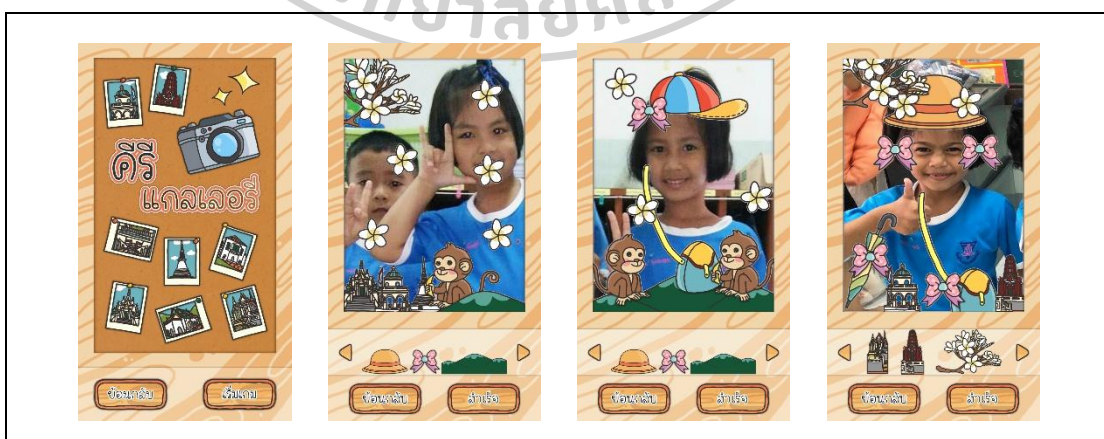 คีรี
แกลเลอรี่
ย้อนกลับ
เริ่มเกม
ย้อนกลับ
สำเร็จ
ย้อนกลับ
สำเร็จ
ย้อนกลับ
สำเร็จ